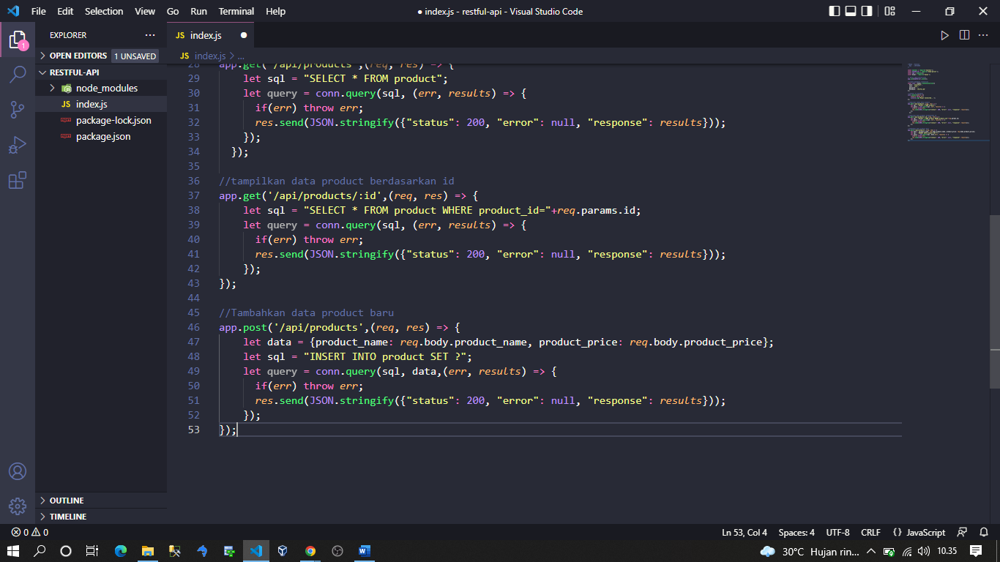 File Edit Selection View Go Run Terminal Help ● index.js - restful-api - Visual Studio Code
EXPLORER ···
JS index.js ●
OPEN EDITORS 1 UNSAVED
JS index.js > ...
RESTFUL-API
node_modules
JS index.js
package-lock.json
package.json
28 app.get('/api/products',(req, res) => {
29 let sql = "SELECT * FROM product";
30 let query = conn.query(sql, (err, results) => {
31 if(err) throw err;
32 res.send(JSON.stringify({"status": 200, "error": null, "response": results}));
33 });
34 });
35
36 //tampilkan data product berdasarkan id
37 app.get('/api/products/:id',(req, res) => {
38 let sql = "SELECT * FROM product WHERE product_id="+req.params.id;
39 let query = conn.query(sql, (err, results) => {
40 if(err) throw err;
41 res.send(JSON.stringify({"status": 200, "error": null, "response": results}));
42 });
43 });
44
45 //Tambahkan data product baru
46 app.post('/api/products',(req, res) => {
47 let data = {product_name: req.body.product_name, product_price: req.body.product_price};
48 let sql = "INSERT INTO product SET ?";
49 let query = conn.query(sql, data,(err, results) => {
50 if(err) throw err;
51 res.send(JSON.stringify({"status": 200, "error": null, "response": results}));
52 });
53 });
1
OUTLINE
TIMELINE
0 0 Ln 53, Col 4 Spaces: 4 UTF-8 CRLF {} JavaScript
30°C Hujan rin... 10.35